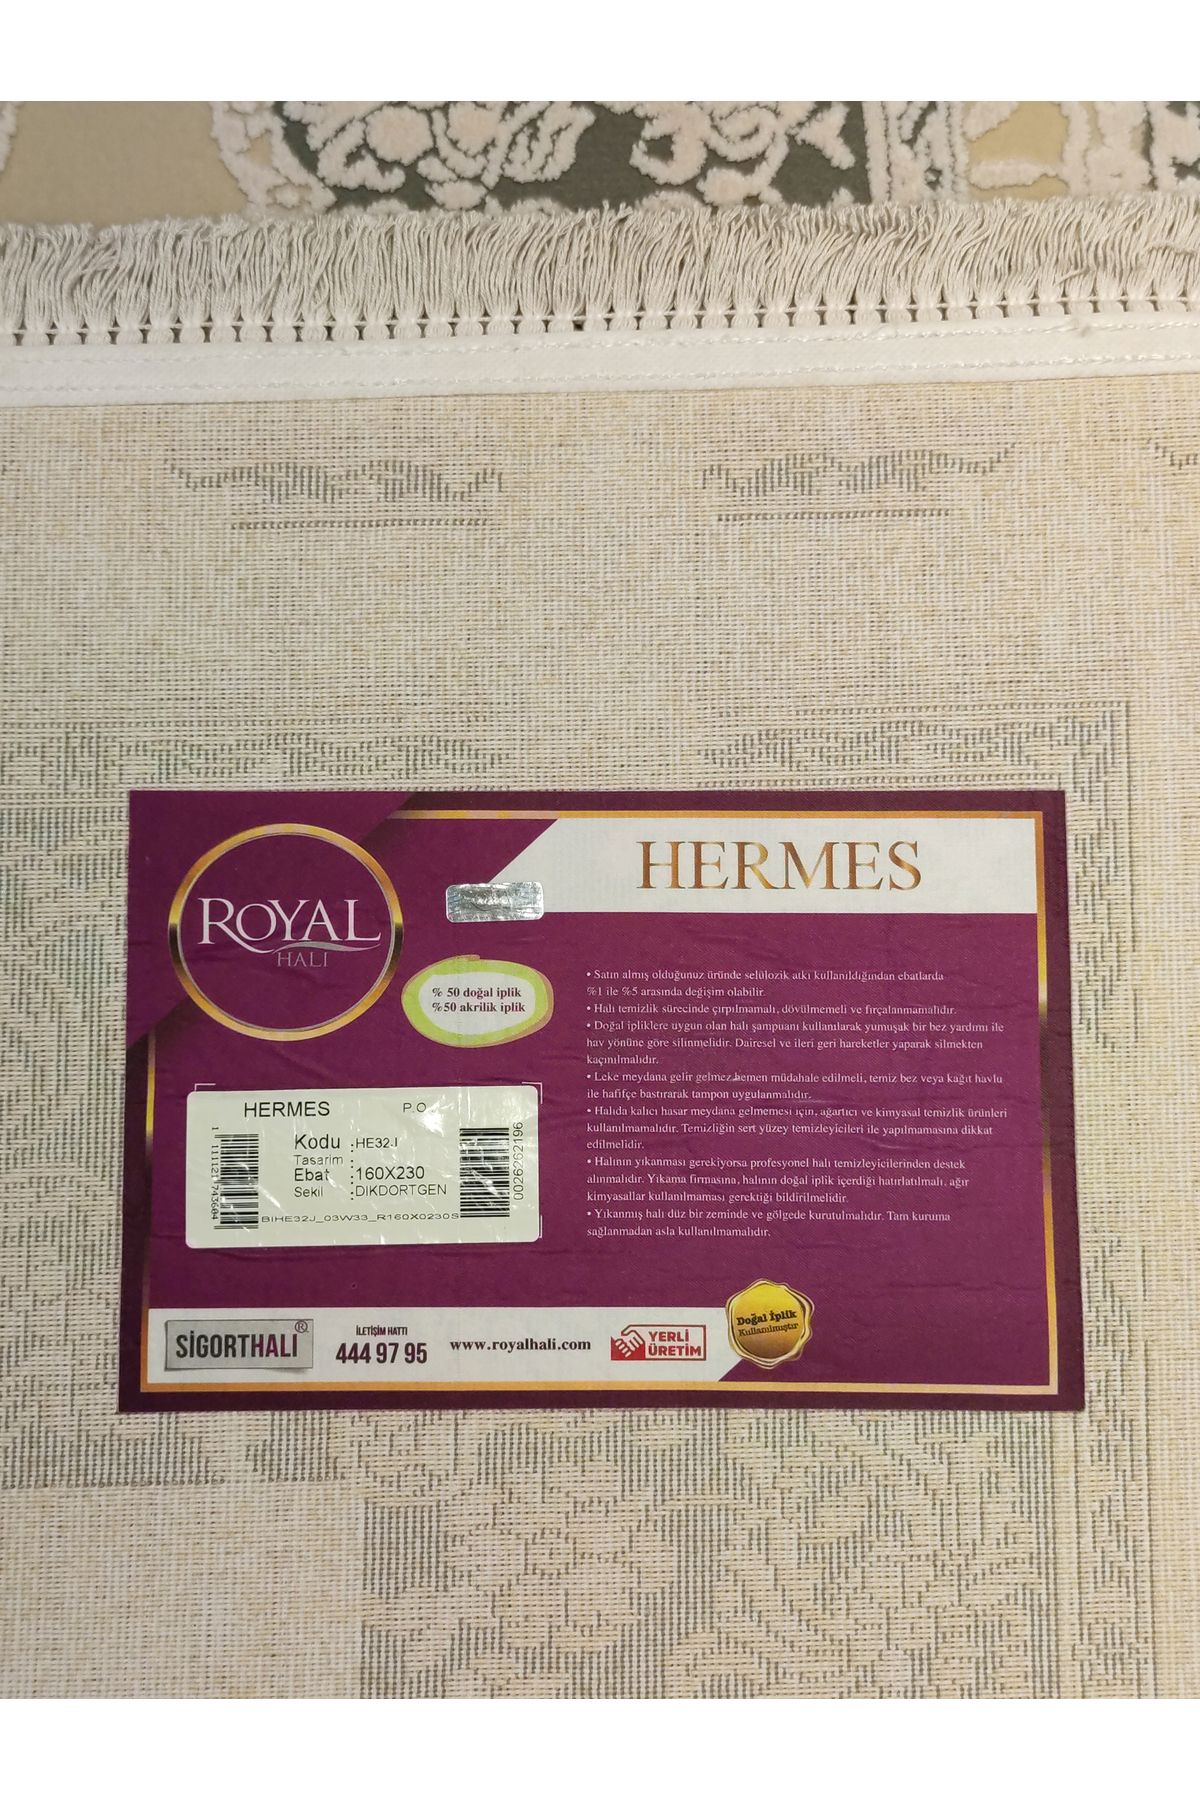 HERMES
ROYAL
HALI
% 50 doğal iplik
%50 akrilik iplik
• Satın almış olduğunuz üründe selülozik atkı kullanıldığından ebatlarda
%1 ile %5 arasında değişim olabilir.
• Halı temizlik sürecinde çırpılmamalı, dövülmemeli ve fırçalanmamalıdır.
• Doğal ipliklere uygun olan halı şampuanı kullanılarak yumuşak bir bez yardımı ile
hav yönüne göre silinmelidir. Dairesel ve ileri geri hareketler yaparak silmekten
kaçınılmalıdır.
• Leke meydana gelir gelmez hemen müdahale edilmeli, temiz bez veya kağıt havlu
ile hafifçe bastırarak tampon uygulanmalıdır.
• Halıda kalıcı hasar meydana gelmemesi için, ağartıcı ve kimyasal temizlik ürünleri
kullanılmamalıdır. Temizliğin sert yüzey temizleyicileri ile yapılmamasına dikkat
edilmelidir.
• Halının yıkanması gerekiyorsa profesyonel halı temizleyicilerinden destek
alınmalıdır. Yıkama firmasına, halının doğal iplik içerdiği hatırlatılmalı, ağır
kimyasallar kullanılmaması gerektiği bildirilmelidir.
• Yıkanmış halı düz bir zeminde ve gölgede kurutulmalıdır. Tam kuruma
sağlanmadan asla kullanılmamalıdır.
HERMES P.O
Kodu :HE32-J
Tasarim :
Ebat :160X230
Sekil :DIKDORTGEN
BIHE32J_03W33_R160X0230S
0026262196
SİGORTHALI®
İLETİŞİM HATTI
444 97 95
www.royalhali.com
YERLİ
ÜRETİM
Doğal İplik
Kullanılmıştır